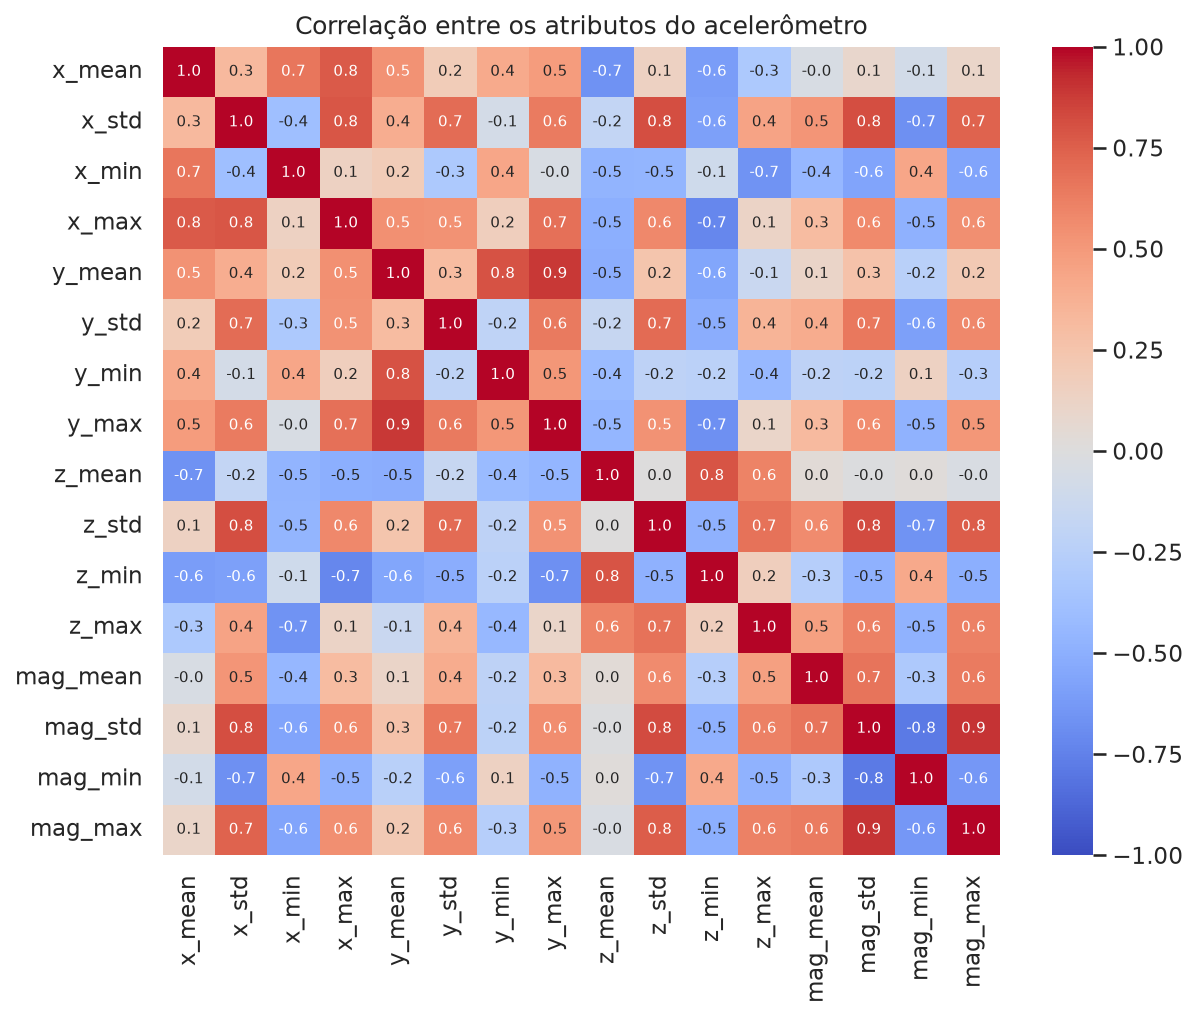 Correlação entre os atributos do acelerômetro
x_mean 1.0 0.3 0.7 0.8 0.5 0.2 0.4 0.5 -0.7 0.1 -0.6 -0.3 -0.0 0.1 -0.1 0.1
x_std 0.3 1.0 -0.4 0.8 0.4 0.7 -0.1 0.6 -0.2 0.8 -0.6 0.4 0.5 0.8 -0.7 0.7
x_min 0.7 -0.4 1.0 0.1 0.2 -0.3 0.4 -0.0 -0.5 -0.5 -0.1 -0.7 -0.4 -0.6 0.4 -0.6
x_max 0.8 0.8 0.1 1.0 0.5 0.5 0.2 0.7 -0.5 0.6 -0.7 0.1 0.3 0.6 -0.5 0.6
y_mean 0.5 0.4 0.2 0.5 1.0 0.3 0.8 0.9 -0.5 0.2 -0.6 -0.1 0.1 0.3 -0.2 0.2
y_std 0.2 0.7 -0.3 0.5 0.3 1.0 -0.2 0.6 -0.2 0.7 -0.5 0.4 0.4 0.7 -0.6 0.6
y_min 0.4 -0.1 0.4 0.2 0.8 -0.2 1.0 0.5 -0.4 -0.2 -0.2 -0.4 -0.2 -0.2 0.1 -0.3
y_max 0.5 0.6 -0.0 0.7 0.9 0.6 0.5 1.0 -0.5 0.5 -0.7 0.1 0.3 0.6 -0.5 0.5
z_mean -0.7 -0.2 -0.5 -0.5 -0.5 -0.2 -0.4 -0.5 1.0 0.0 0.8 0.6 0.0 -0.0 0.0 -0.0
z_std 0.1 0.8 -0.5 0.6 0.2 0.7 -0.2 0.5 0.0 1.0 -0.5 0.7 0.6 0.8 -0.7 0.8
z_min -0.6 -0.6 -0.1 -0.7 -0.6 -0.5 -0.2 -0.7 0.8 -0.5 1.0 0.2 -0.3 -0.5 0.4 -0.5
z_max -0.3 0.4 -0.7 0.1 -0.1 0.4 -0.4 0.1 0.6 0.7 0.2 1.0 0.5 0.6 -0.5 0.6
mag_mean -0.0 0.5 -0.4 0.3 0.1 0.4 -0.2 0.3 0.0 0.6 -0.3 0.5 1.0 0.7 -0.3 0.6
mag_std 0.1 0.8 -0.6 0.6 0.3 0.7 -0.2 0.6 -0.0 0.8 -0.5 0.6 0.7 1.0 -0.8 0.9
mag_min -0.1 -0.7 0.4 -0.5 -0.2 -0.6 0.1 -0.5 0.0 -0.7 0.4 -0.5 -0.3 -0.8 1.0 -0.6
mag_max 0.1 0.7 -0.6 0.6 0.2 0.6 -0.3 0.5 -0.0 0.8 -0.5 0.6 0.6 0.9 -0.6 1.0
x_mean x_std x_min x_max y_mean y_std y_min y_max z_mean z_std z_min z_max mag_mean mag_std mag_min mag_max
1.00
0.75
0.50
0.25
0.00
−0.25
−0.50
−0.75
−1.00